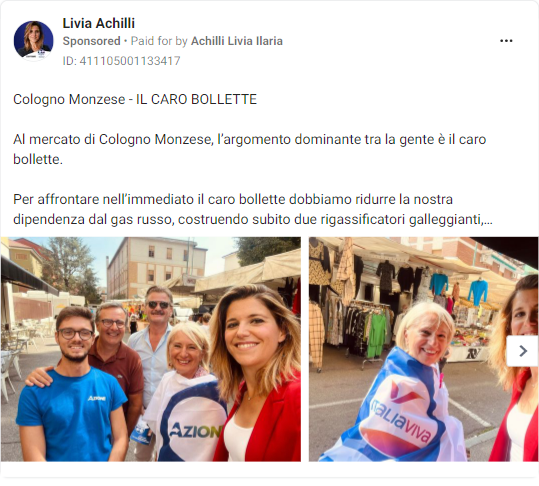 Livia Achilli
Sponsored • Paid for by Achilli Livia Ilaria
ID: 411105001133417
Cologno Monzese - IL CARO BOLLETTE
Al mercato di Cologno Monzese, l'argomento dominante tra la gente è il caro
bollette.
Per affrontare nell'immediato il caro bollette dobbiamo ridurre la nostra
dipendenza dal gas russo, costruendo subito due rigassificatori galleggianti,...
AZIONE
AZION
ITALIAVIVA